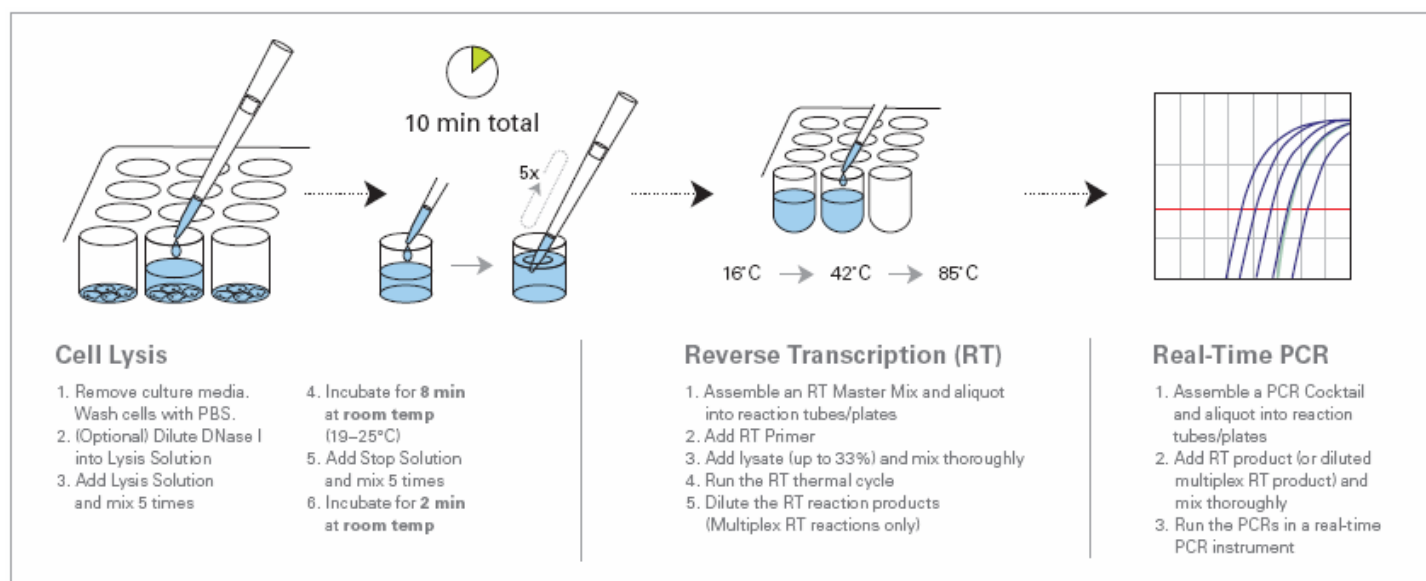 10 min total
5x
16°C
42°C
85°C
Cell Lysis
1. Remove culture media.
Wash cells with PBS.
2. (Optional) Dilute DNase I
into Lysis Solution
3. Add Lysis Solution
and mix 5 times
4. Incubate for 8 min
at room temp
(19–25°C)
5. Add Stop Solution
and mix 5 times
6. Incubate for 2 min
at room temp
Reverse Transcription (RT)
1. Assemble an RT Master Mix and aliquot
into reaction tubes/plates
2. Add RT Primer
3. Add lysate (up to 33%) and mix thoroughly
4. Run the RT thermal cycle
5. Dilute the RT reaction products
(Multiplex RT reactions only)
Real-Time PCR
1. Assemble a PCR Cocktail
and aliquot into reaction
tubes/plates
2. Add RT product (or diluted
multiplex RT product) and
mix thoroughly
3. Run the PCRs in a real-time
PCR instrument